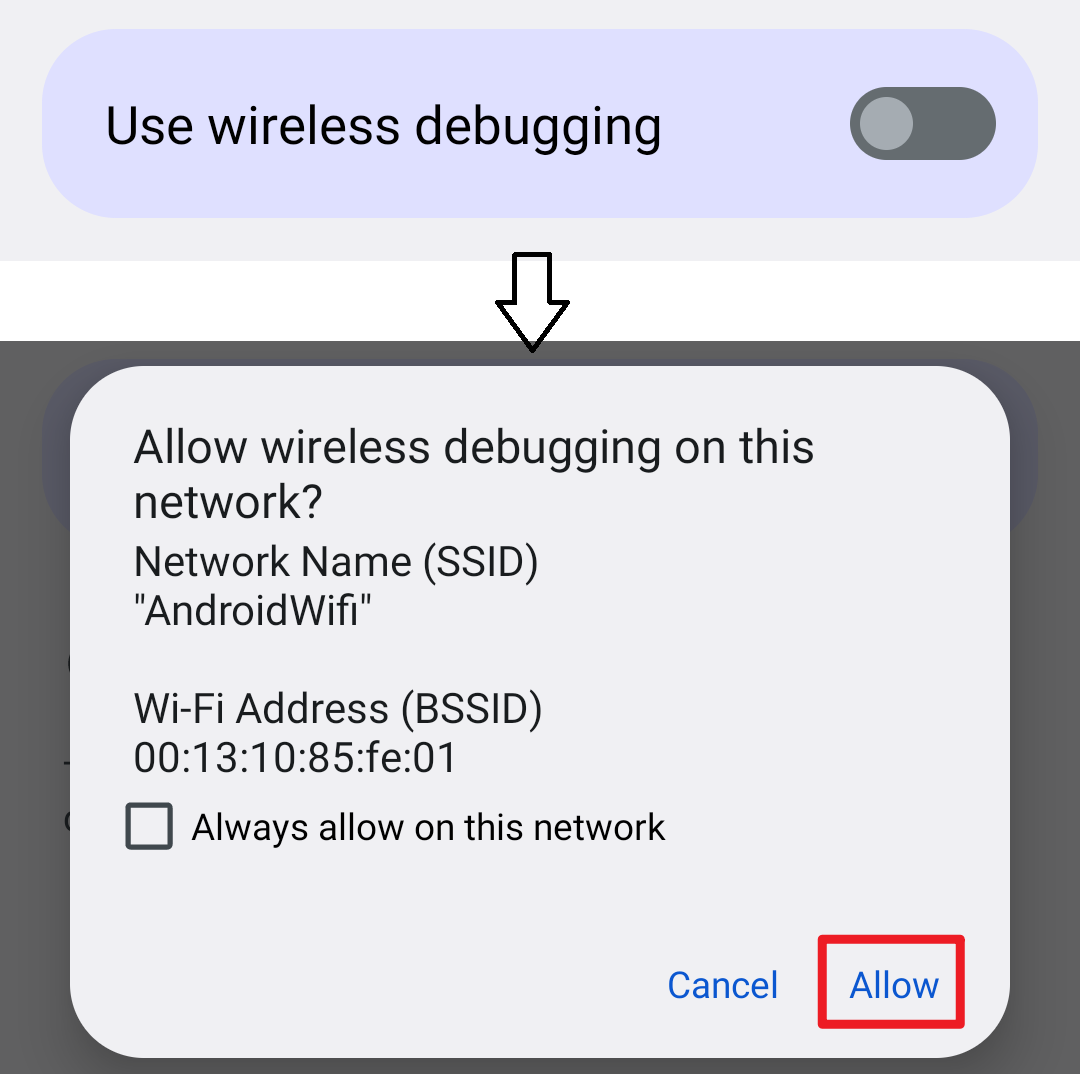 Use wireless debugging
Allow wireless debugging on this
network?
Network Name (SSID)
"AndroidWifi"
Wi-Fi Address (BSSID)
00:13:10:85:fe:01
Always allow on this network
Cancel Allow